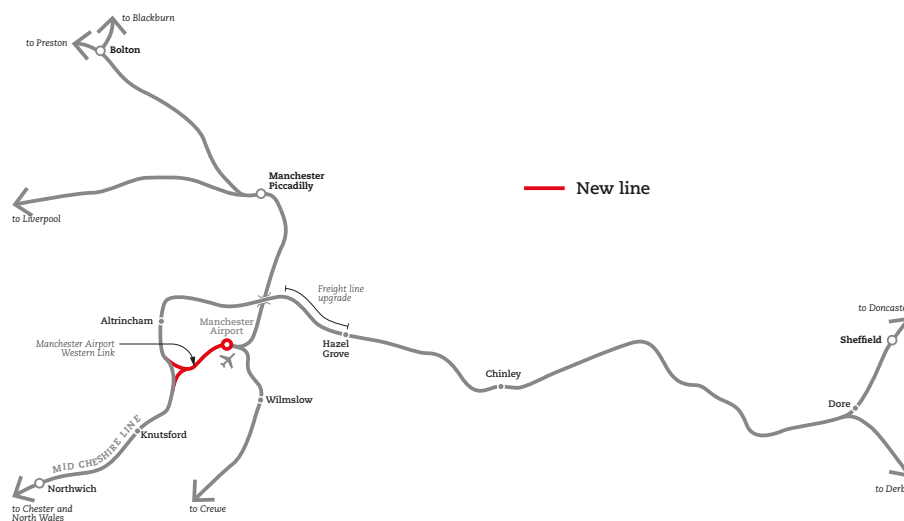 to Blackburn
to Preston
Bolton
Manchester
Piccadilly
New line
to Liverpool
Freight line
upgrade
Altrincham
Manchester
Airport
Manchester Airport
Western Link
Hazel
Grove
to Doncaste
Sheffield
Chinley
Wilmslow
Dore
Knutsford
MID CHESHIRE LINE
Northwich
to Derb
to Chester and
North Wales
to Crewe